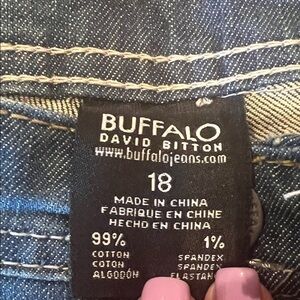 BUFFALO
DAVID BITTON
www.buffalojeans.com
18
MADE IN CHINA
FABRIQUE EN CHINE
HECHO EN CHINA
99% 1%
COTTON SPANDEX
COTON SPANDEX
ALGODÓN